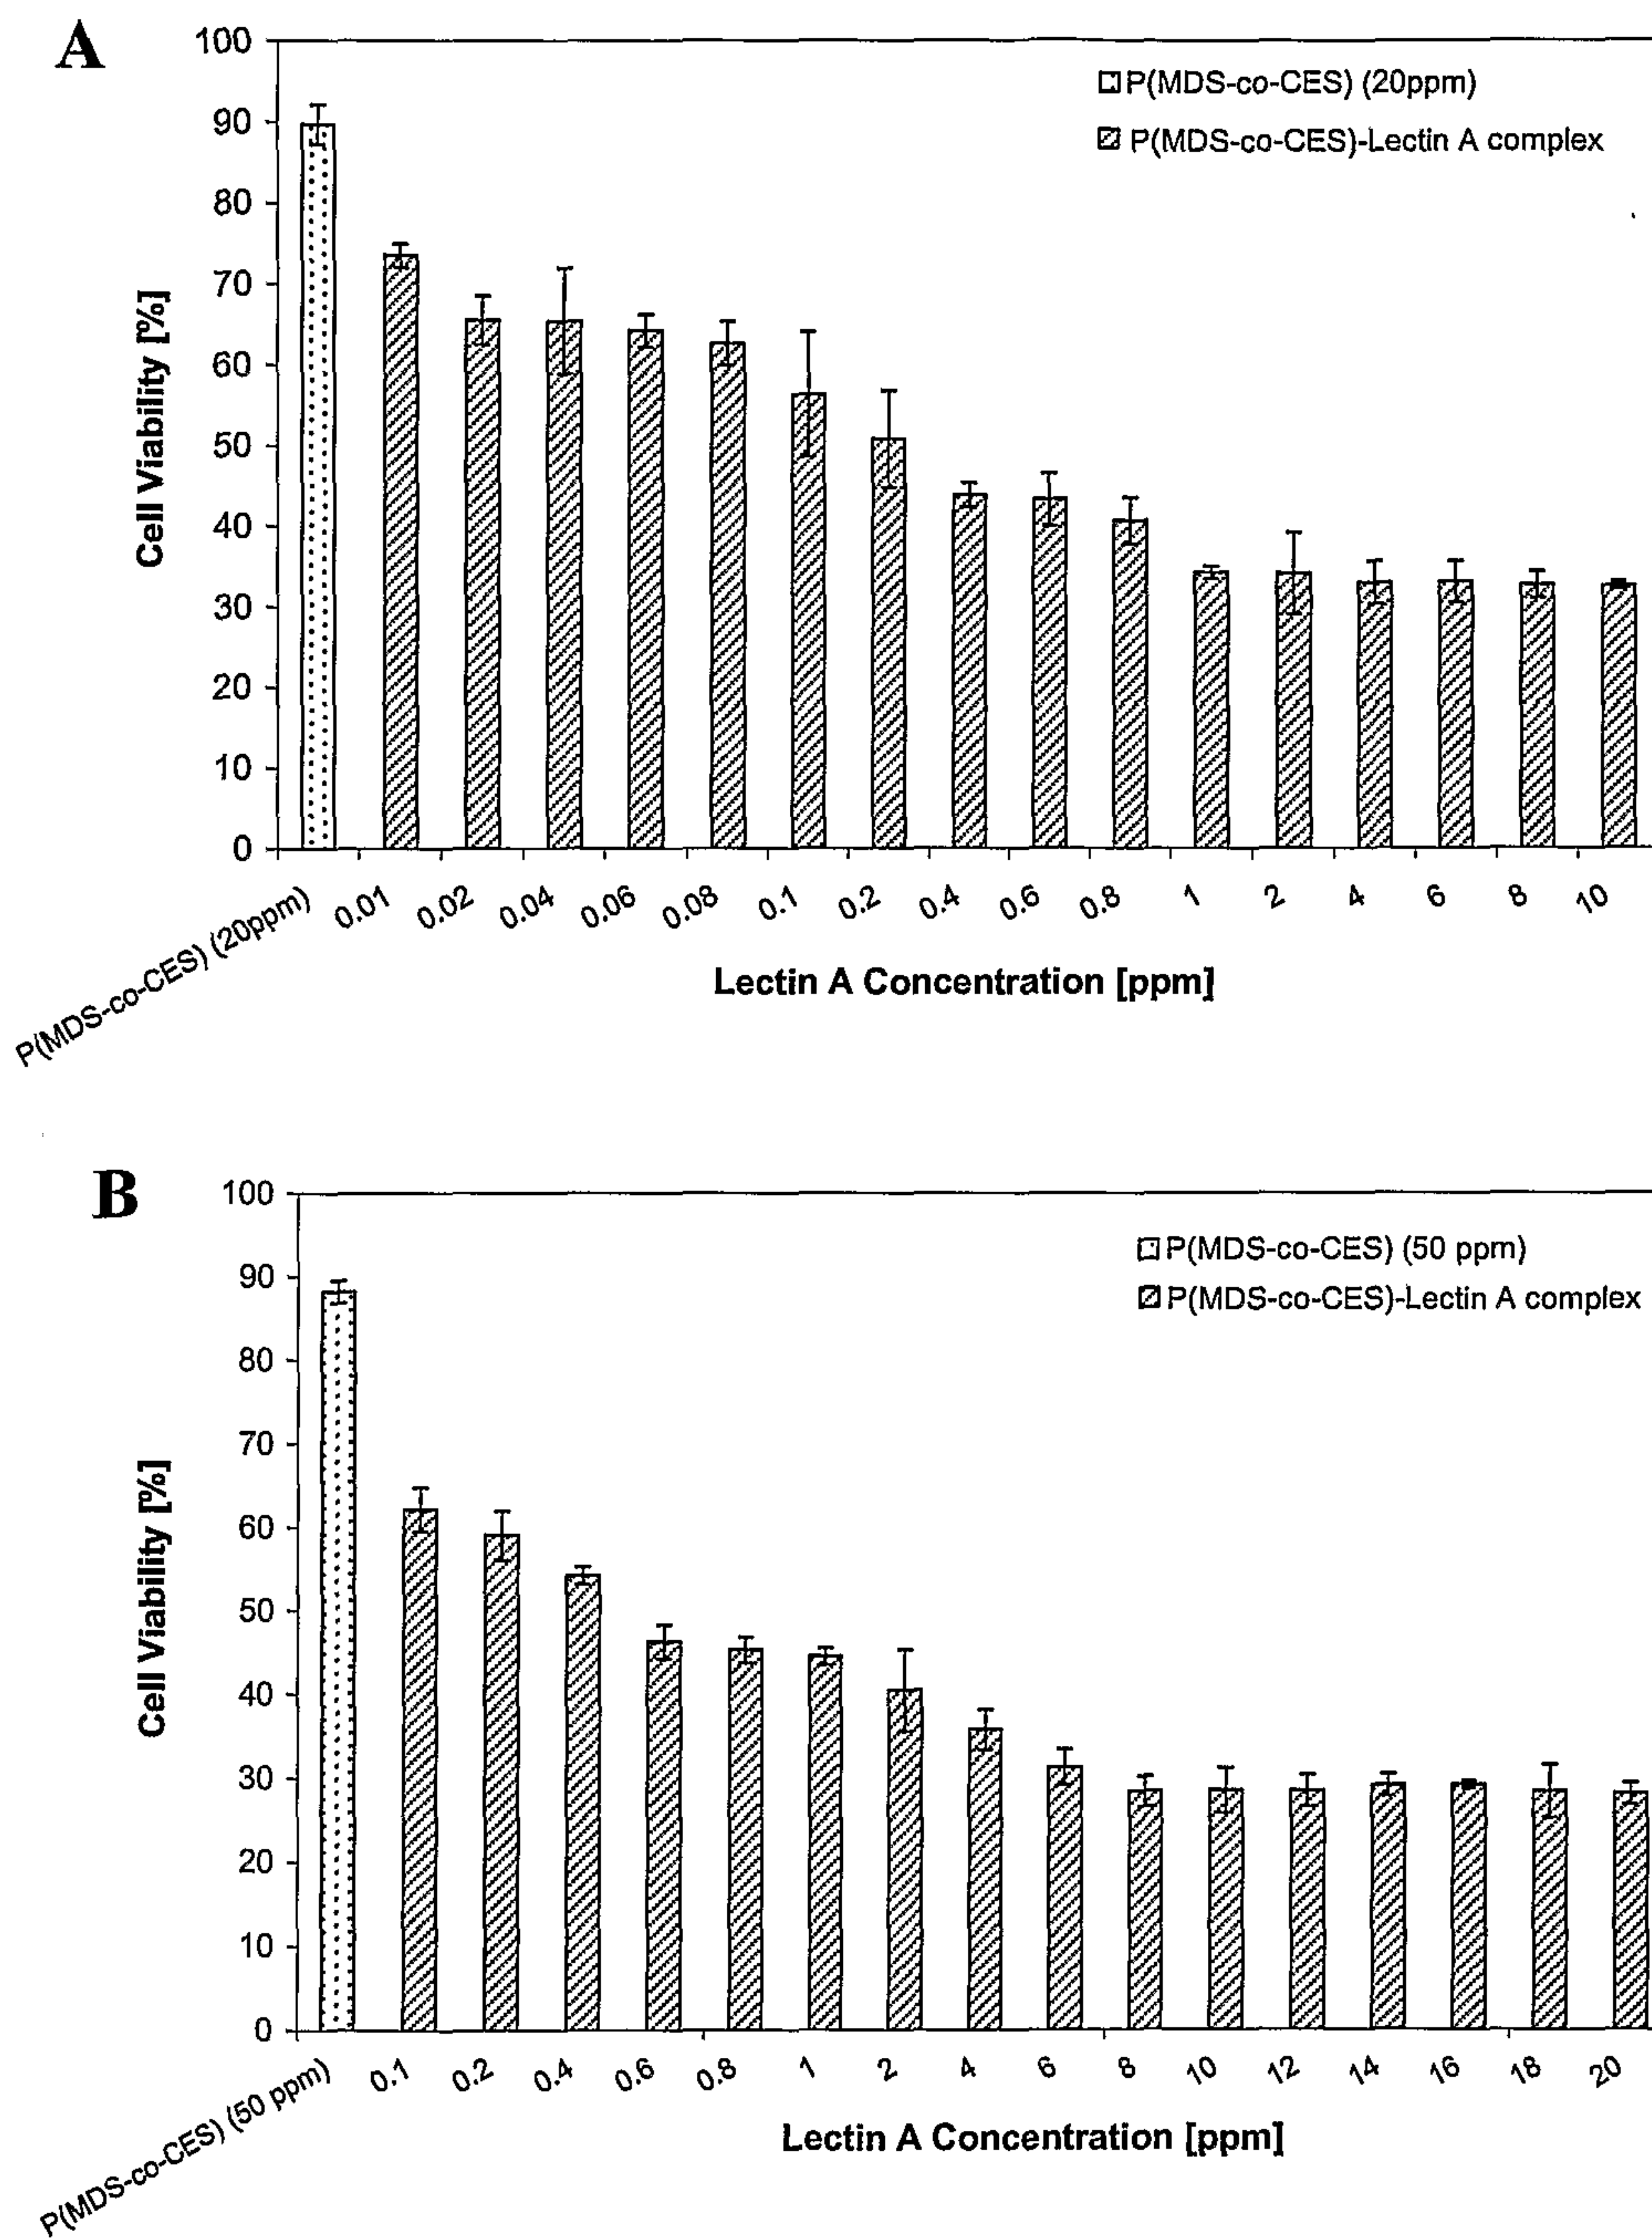 A
100
90
80
70
60
50
40
30
20
10
0
Cell Viability [%]
P(MDS-co-CES) (20ppm)
P(MDS-co-CES)-Lectin A complex
P(MDS-co-CES) (20ppm) 0.01 0.02 0.04 0.06 0.08 0.1 0.2 0.4 0.6 0.8 1 2 4 6 8 10
Lectin A Concentration [ppm]
B
100
90
80
70
60
50
40
30
20
10
0
Cell Viability [%]
P(MDS-co-CES) (50 ppm)
P(MDS-co-CES)-Lectin A complex
P(MDS-co-CES) (50 ppm) 0.1 0.2 0.4 0.6 0.8 1 2 4 6 8 10 12 14 16 18 20
Lectin A Concentration [ppm]